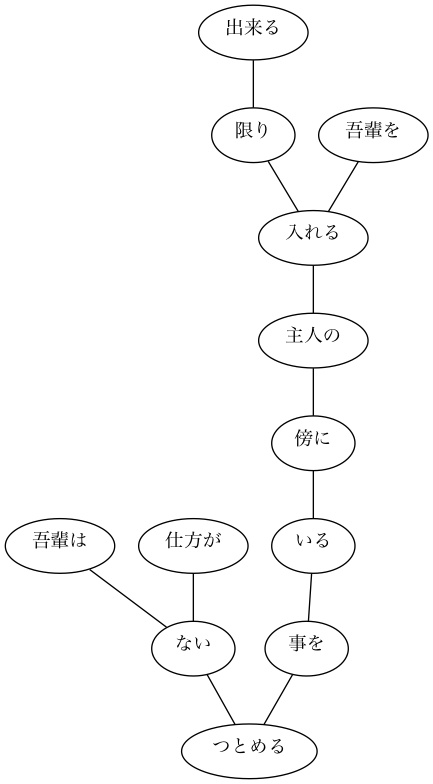 出来る
限り
吾輩を
入れる
主人の
傍に
吾輩は
仕方が
いる
ない
事を
つとめる